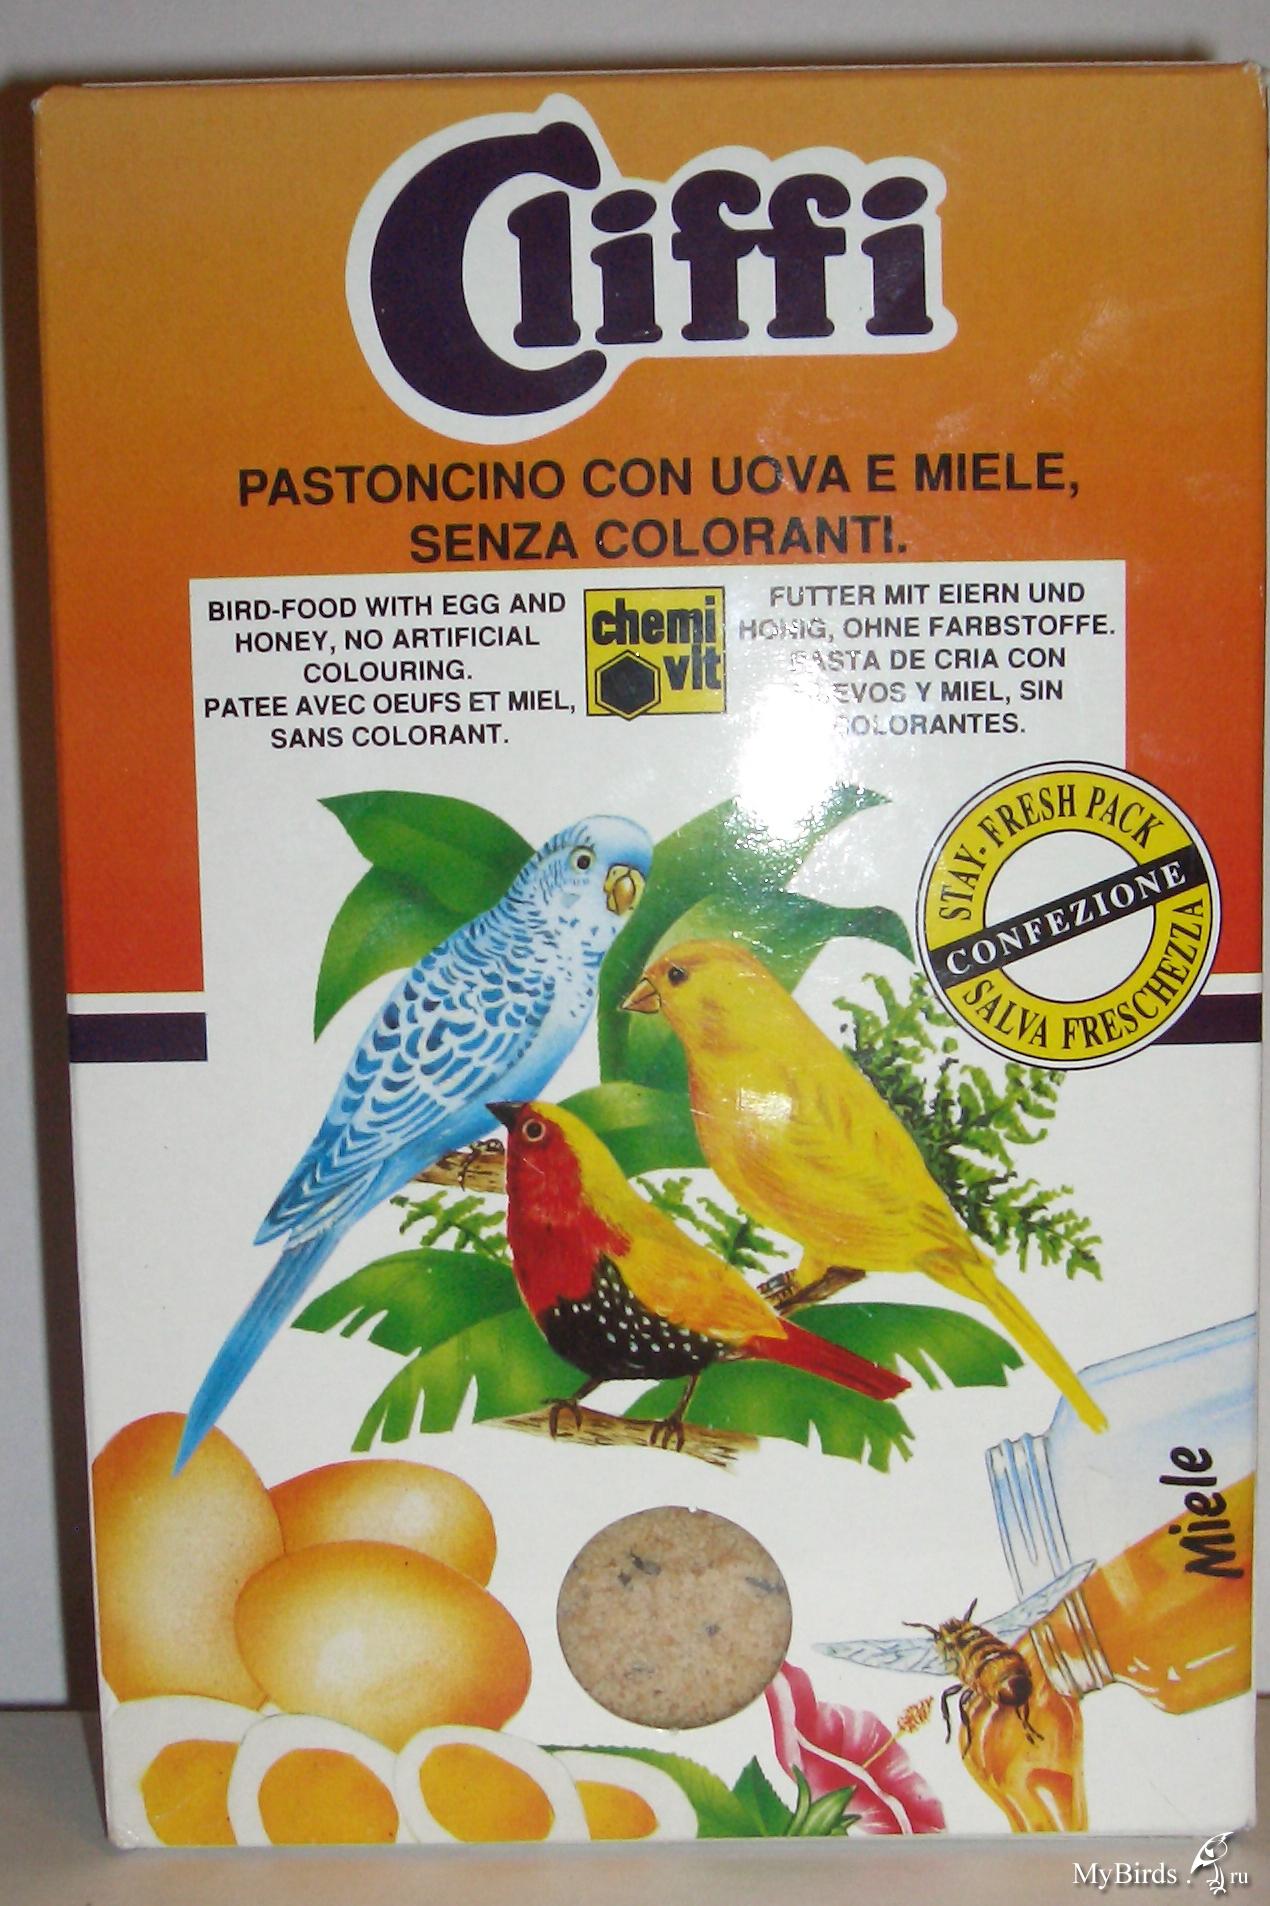 Cliffi
PASTONCINO CON UOVA E MIELE,
SENZA COLORANTI.
BIRD-FOOD WITH EGG AND
HONEY, NO ARTIFICIAL
COLOURING.
PATEE AVEC OEUFS ET MIEL,
SANS COLORANT.
chemi
vit
FUTTER MIT EIERN UND
HONIG, OHNE FARBSTOFFE.
PASTA DE CRIA CON
Y MIEL, SIN
COLORANTES.
STAY-FRESH PACK
CONFEZIONE
SALVA FRESCHEZZA
Miele
MyBirds.ru